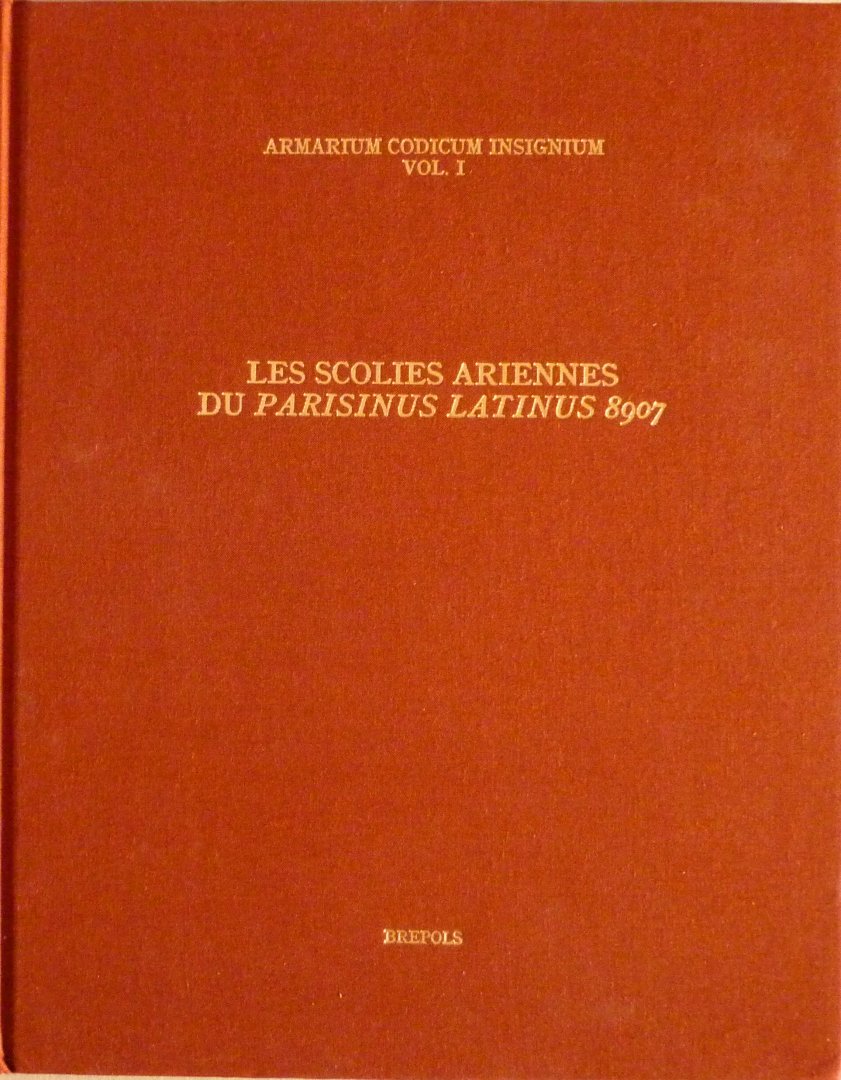 ARMARIUM CODICUM INSIGNIUM
VOL. I
LES SCOLIES ARIENNES
DU PARISINUS LATINUS 8907
BREPOLS